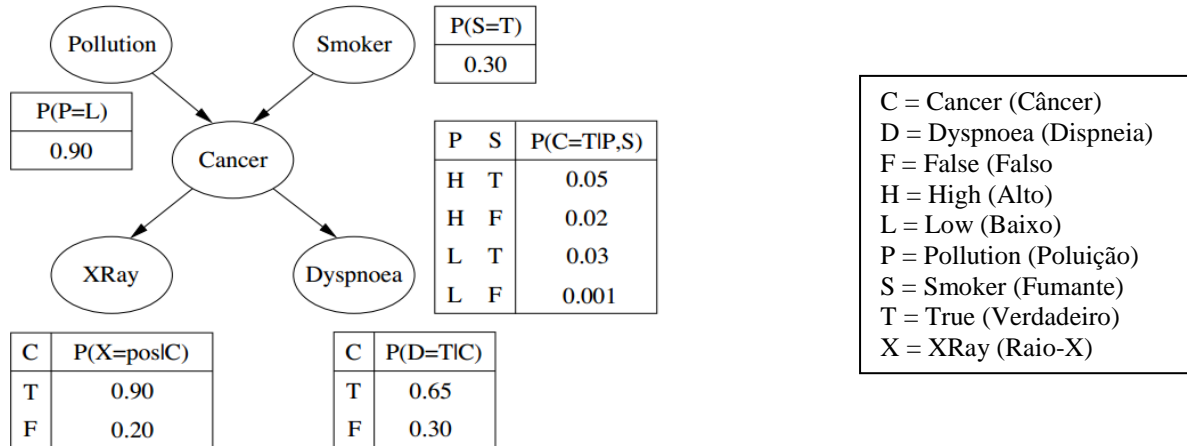 Pollution
Smoker
P(S=T)
0.30
P(P=L)
0.90
Cancer
P S P(C=T|P,S)
H T 0.05
H F 0.02
L T 0.03
L F 0.001
XRay
Dyspnoea
C P(X=pos|C)
T 0.90
F 0.20
C P(D=T|C)
T 0.65
F 0.30
C = Cancer (Câncer)
D = Dyspnoea (Dispneia)
F = False (Falso
H = High (Alto)
L = Low (Baixo)
P = Pollution (Poluição)
S = Smoker (Fumante)
T = True (Verdadeiro)
X = XRay (Raio-X)